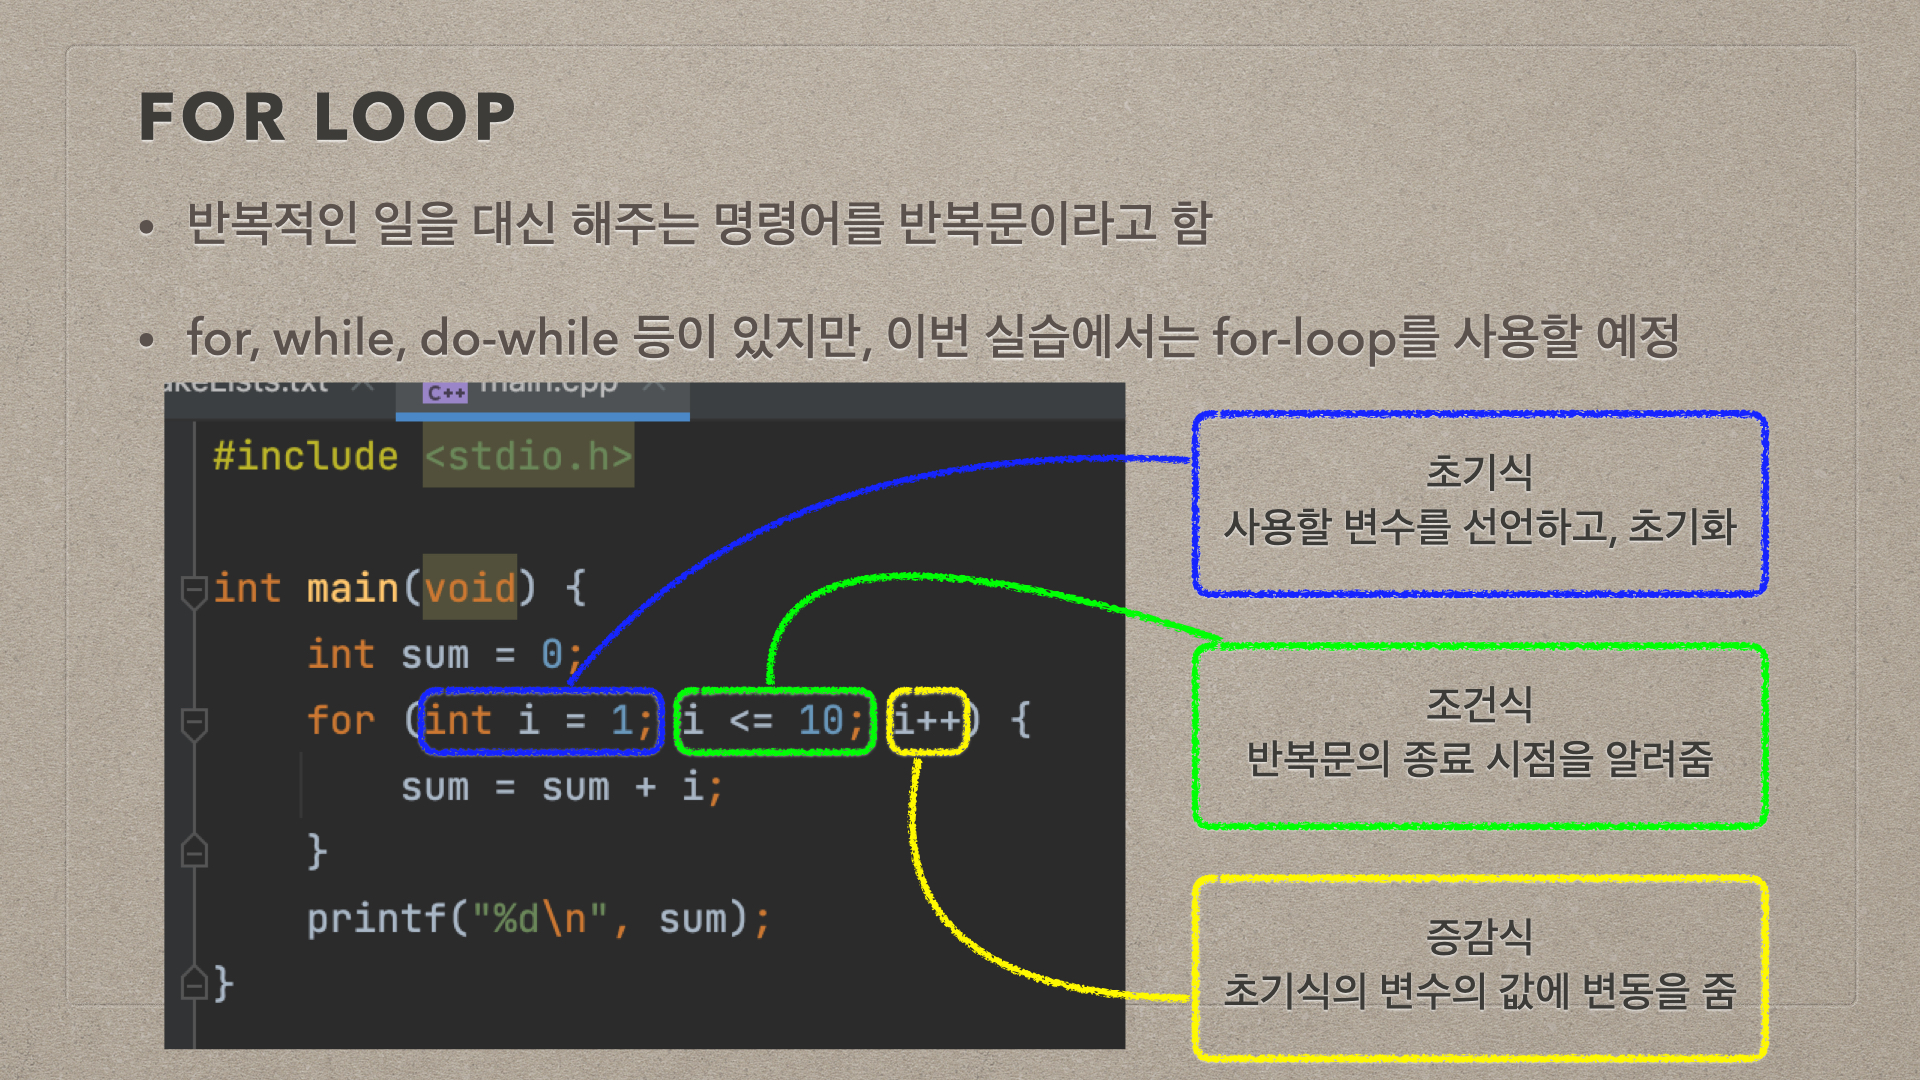 FOR LOOP
• 반복적인 일을 대신 해주는 명령어를 반복문이라고 함
• for, while, do-while 등이 있지만, 이번 실습에서는 for-loop를 사용할 예정
C++ main.cpp
#include <stdio.h>
int main(void) {
int sum = 0;
for (int i = 1; i <= 10; i++) {
sum = sum + i;
}
printf("%d\n", sum);
}
초기식
사용할 변수를 선언하고, 초기화
조건식
반복문의 종료 시점을 알려줌
증감식
초기식의 변수의 값에 변동을 줌